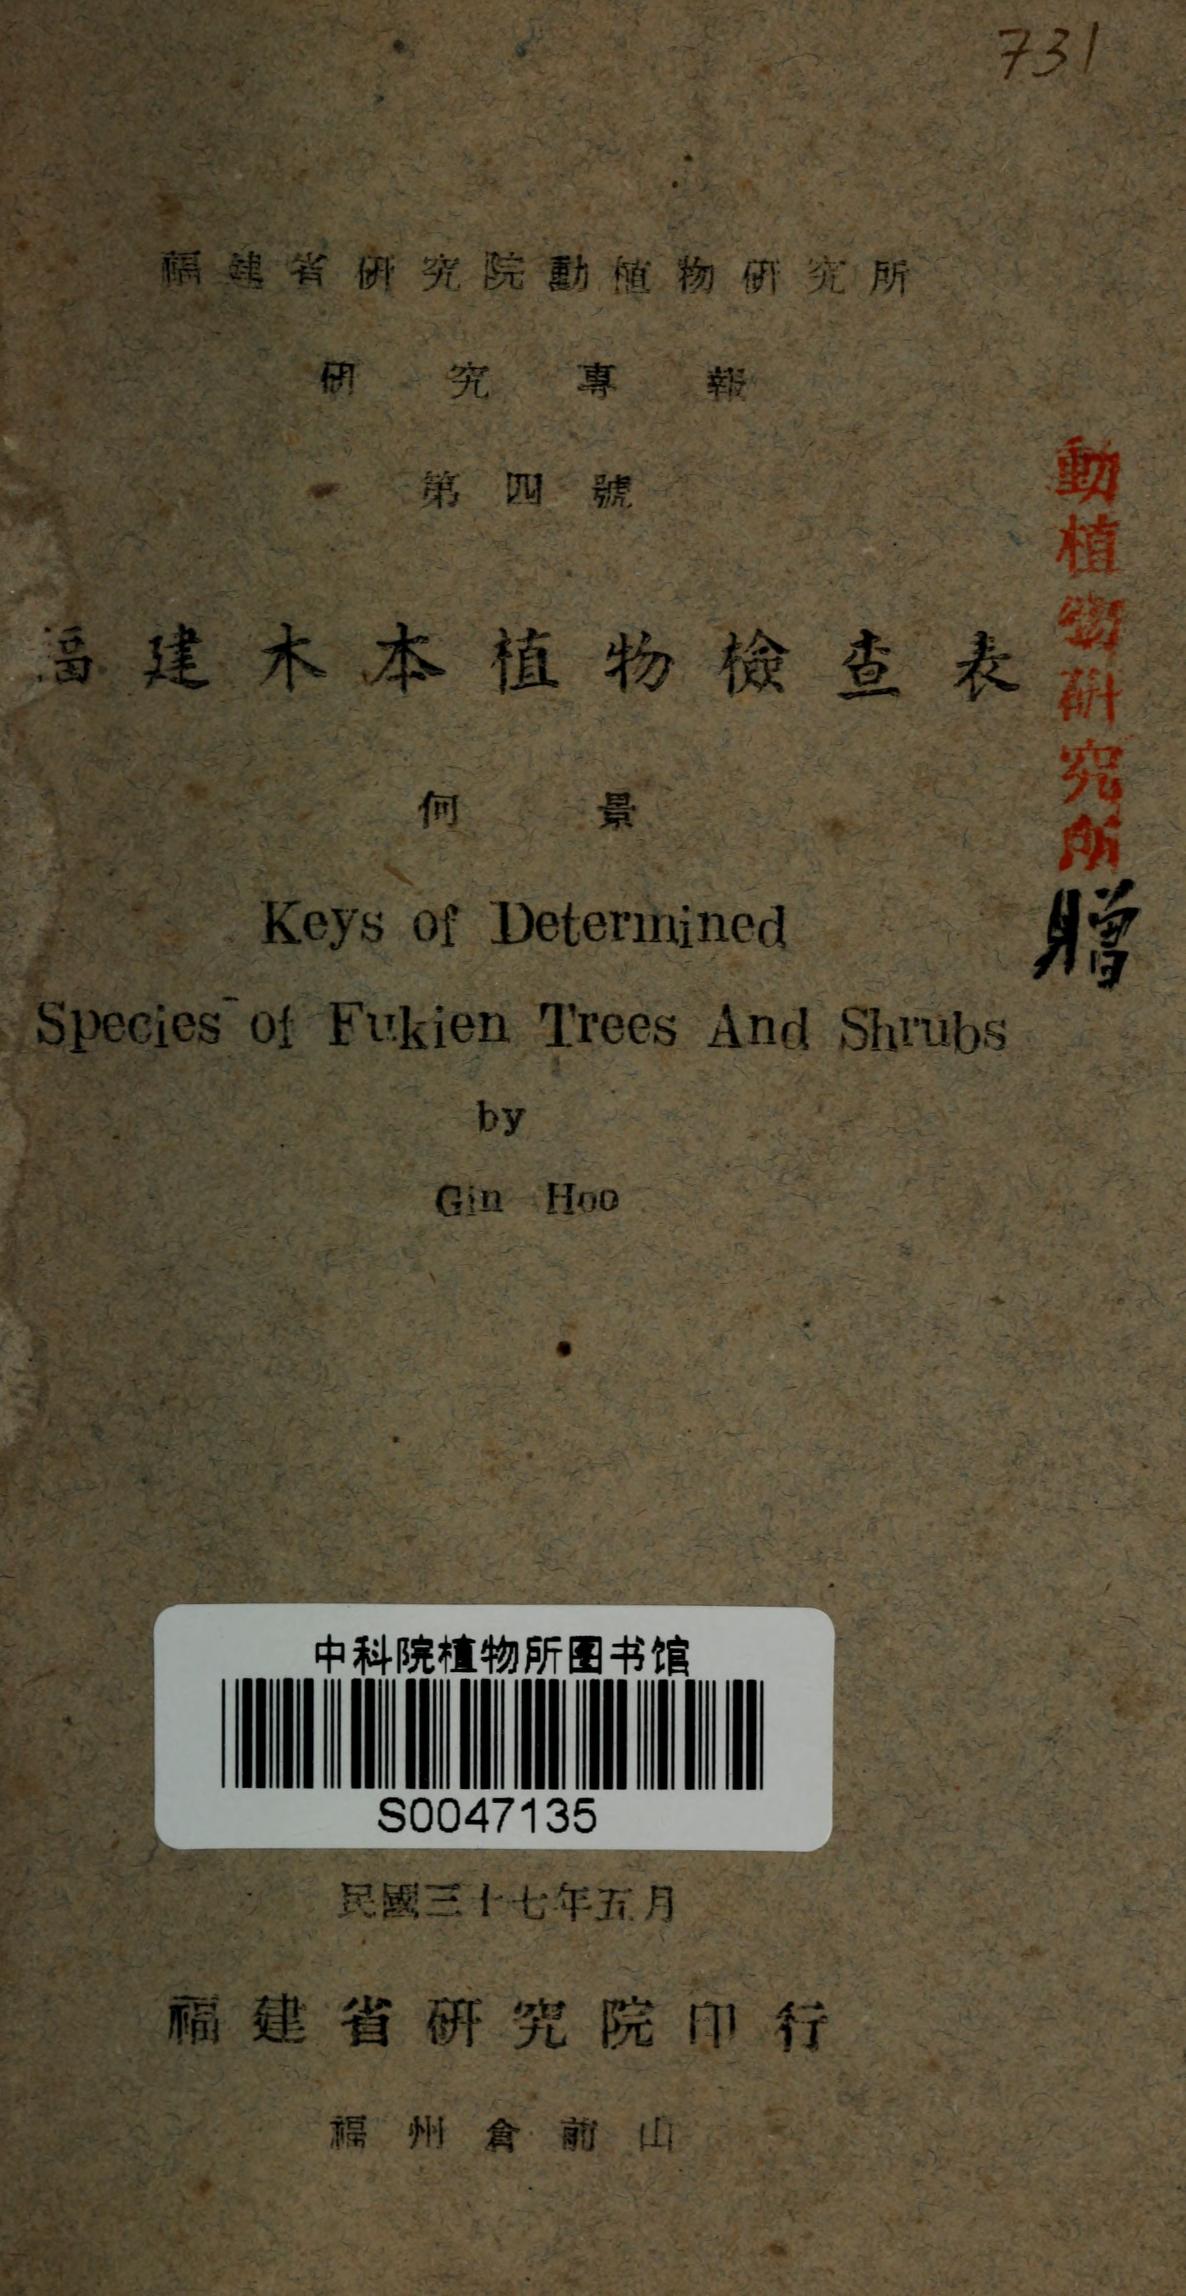 731
福建省研究院動植物研究所
研究專報
第四號
福建木本植物檢查表
何景
Keys of Determined
Species of Fukien Trees And Shrubs
by
Gin Hoo
動植物研究所
贈
中科院植物所图书馆
S0047135
民國三十七年五月
福建省研究院印行
福州倉前山